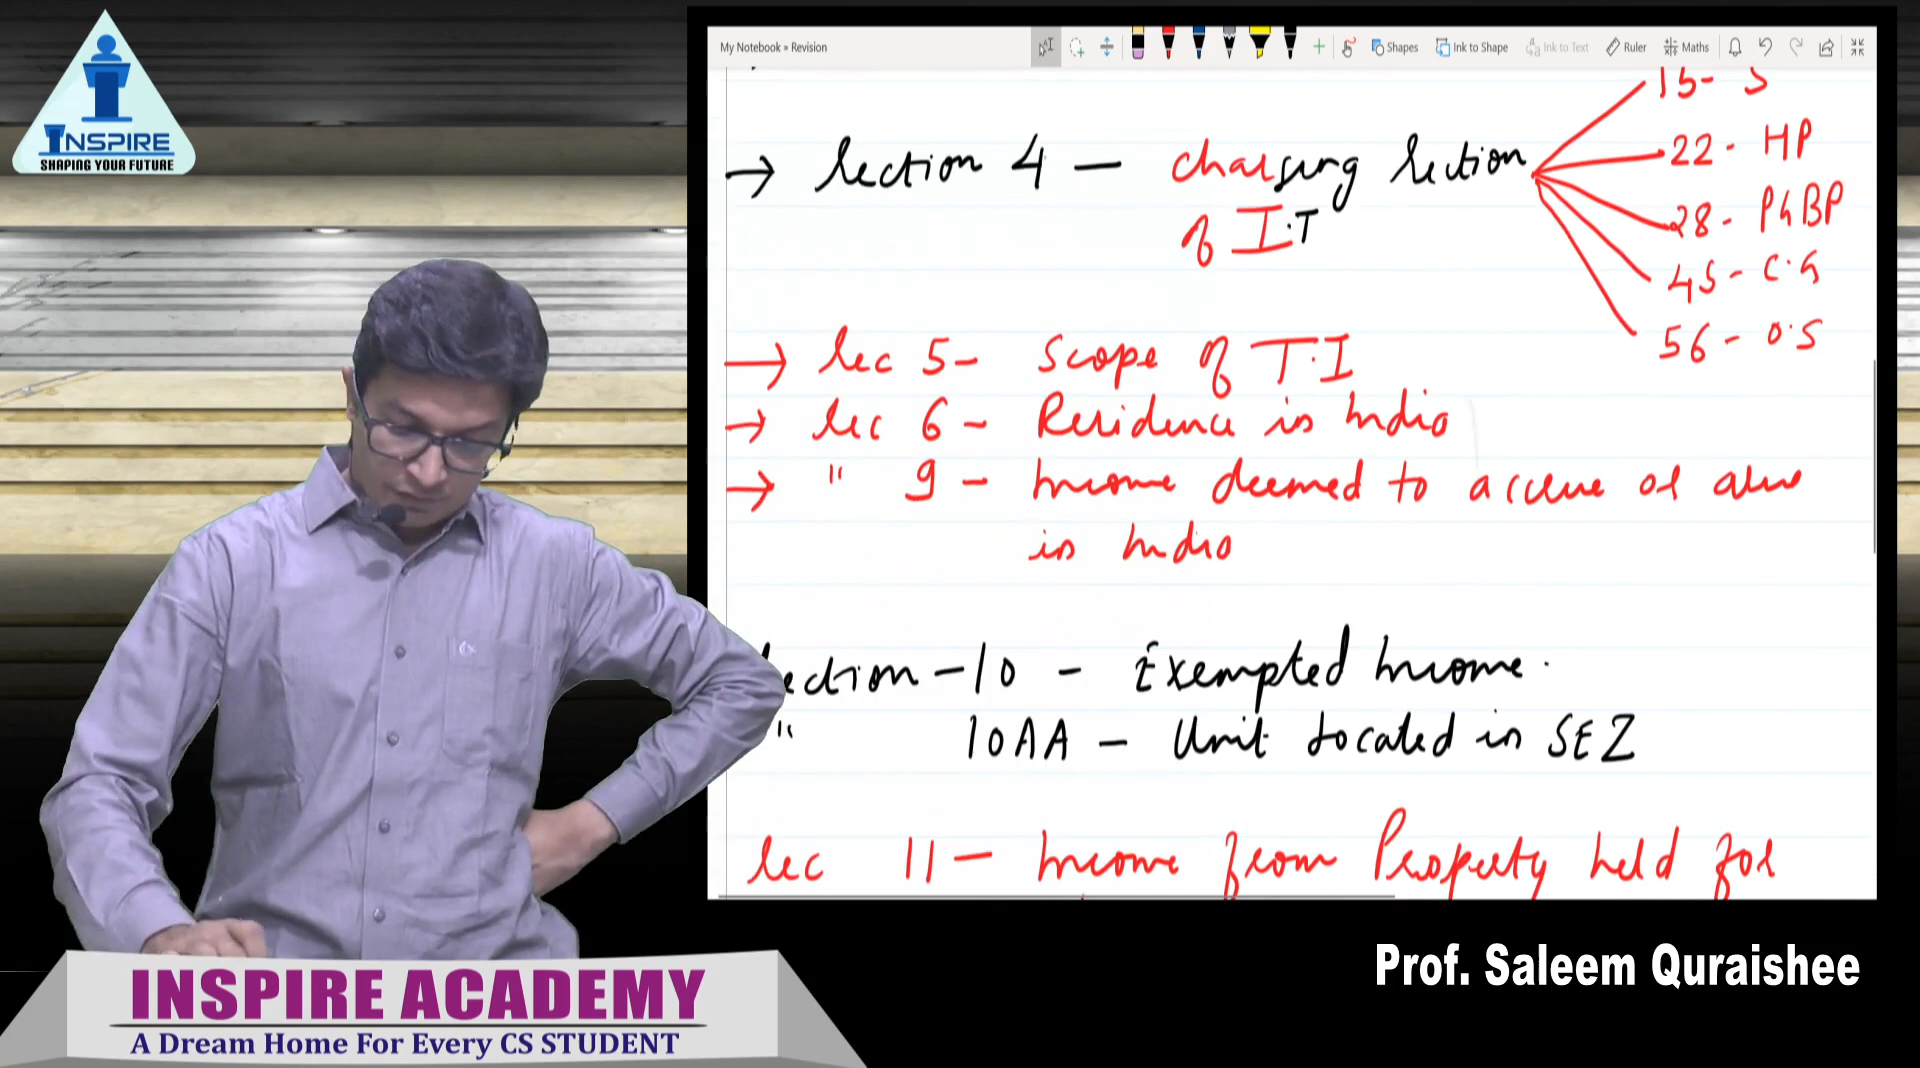 INSPIRE
SHAPING YOUR FUTURE
My Notebook » Revision
Shapes
Ink to Shape
Ink to Text
Ruler
Maths
15- S
→ Section 4 - Charging Section
of I.T
22 - HP
28 - PGBP
45 - C.G
56 - O.S
→ Sec 5 - Scope of T.I
→ Sec 6 - Residence in India
→ " 9 - Income deemed to accrue or arise
in India
ection -10 - Exempted Income.
" 10AA - Unit Located in SEZ
Sec 11 - Income from Property held for
Prof. Saleem Quraishee
INSPIRE ACADEMY
A Dream Home For Every CS STUDENT